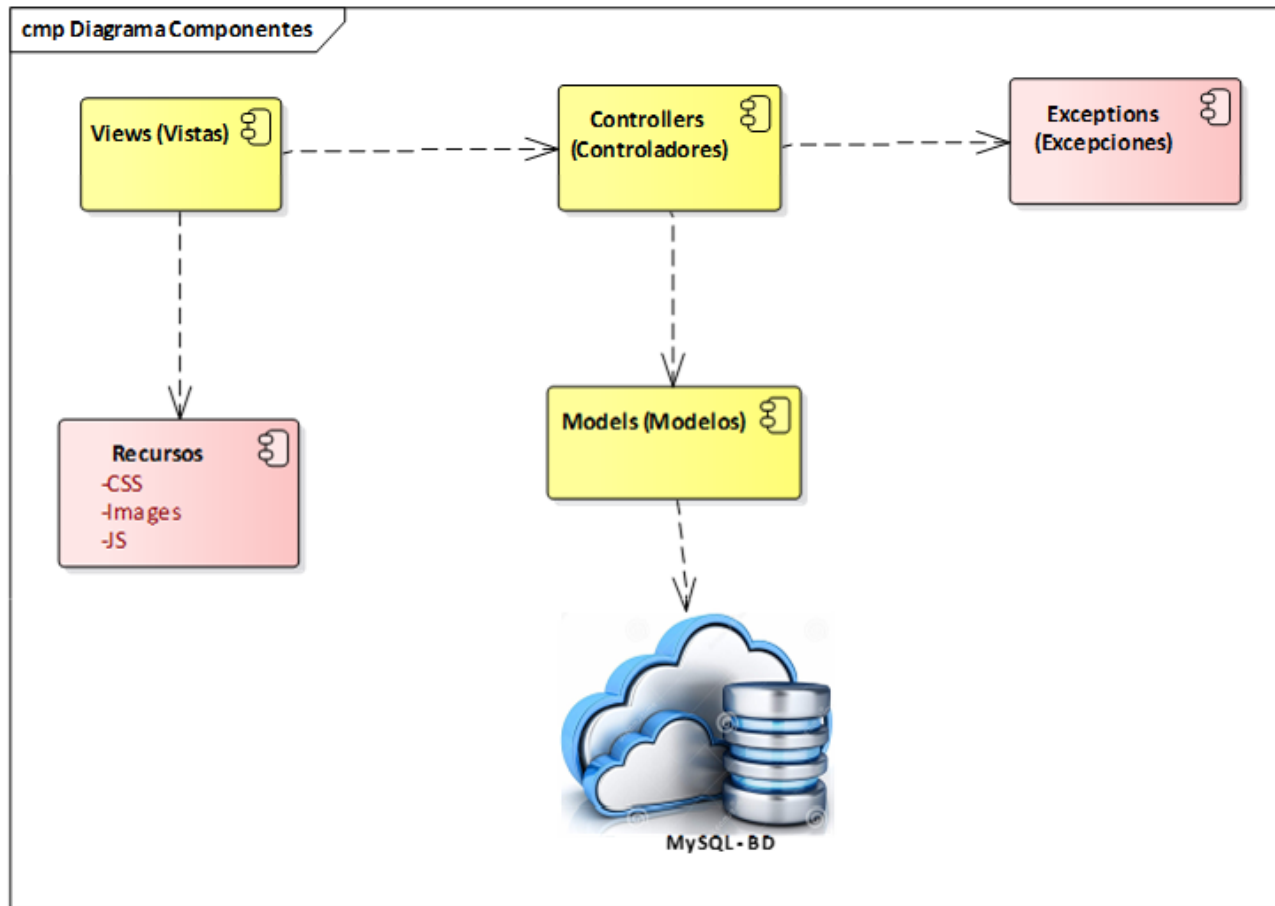 cmp Diagrama Componentes
Views (Vistas)
Controllers
(Controladores)
Exceptions
(Excepciones)
Models (Modelos)
Recursos
-CSS
-Images
-JS
MySQL - BD